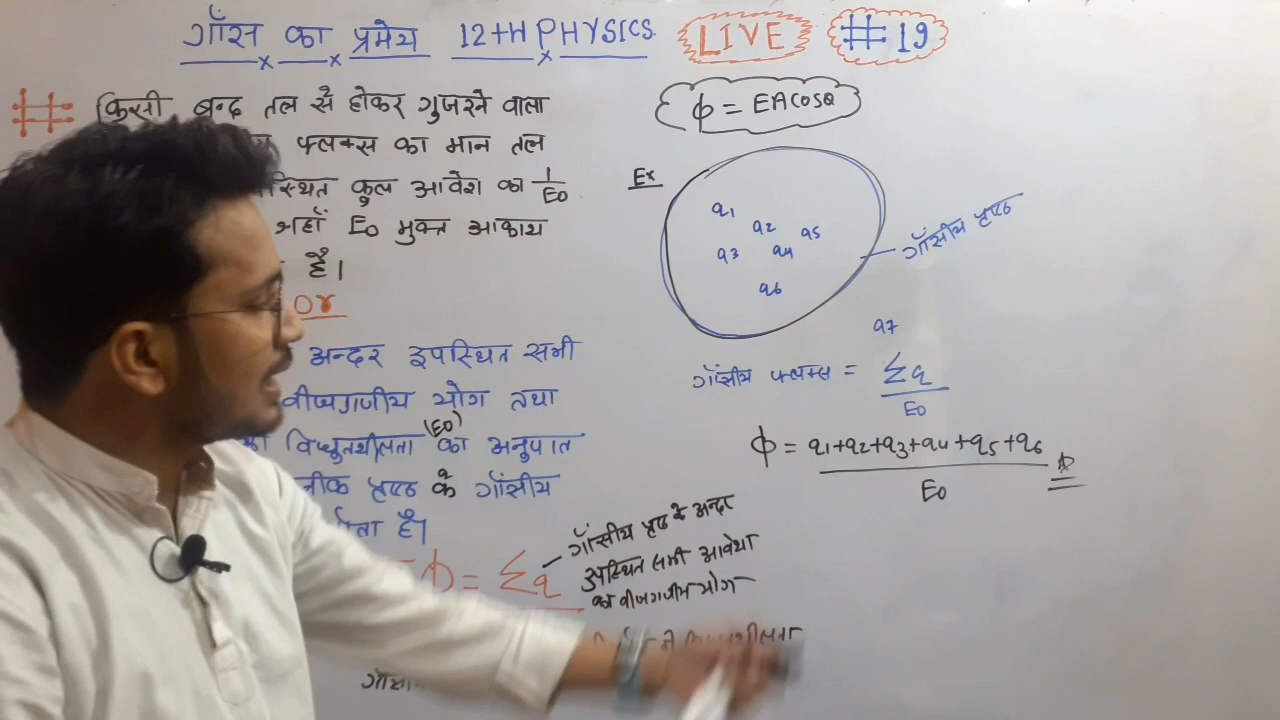 गॉस का प्रमेय 12+H PHYSICS. LIVE # 19
# किसी बन्द तल से होकर गुजरने वाला
फ्लक्स का मान तल
स्थित कुल आवेश का 1/E0
जहाँ E0 मुक्त आकाश
है।
Or
अन्दर उपस्थित सभी
वीजगणीय योग तथा
विद्युतशीलता (E0) का अनुपात
पृष्ठ के गॉसीय
है।
ϕ = Σq
गॉसीय पृष्ठ के अन्दर
उपस्थित सभी आवेशो
का वीजगणीय योग
ϕ = EACOSθ
Ex
q1
q2
q5
q3
q4
q6
गॉसीय पृष्ठ
q7
गॉसीय फ्लक्स = Σq/E0
ϕ = q1+q2+q3+q4+q5+q6
E0